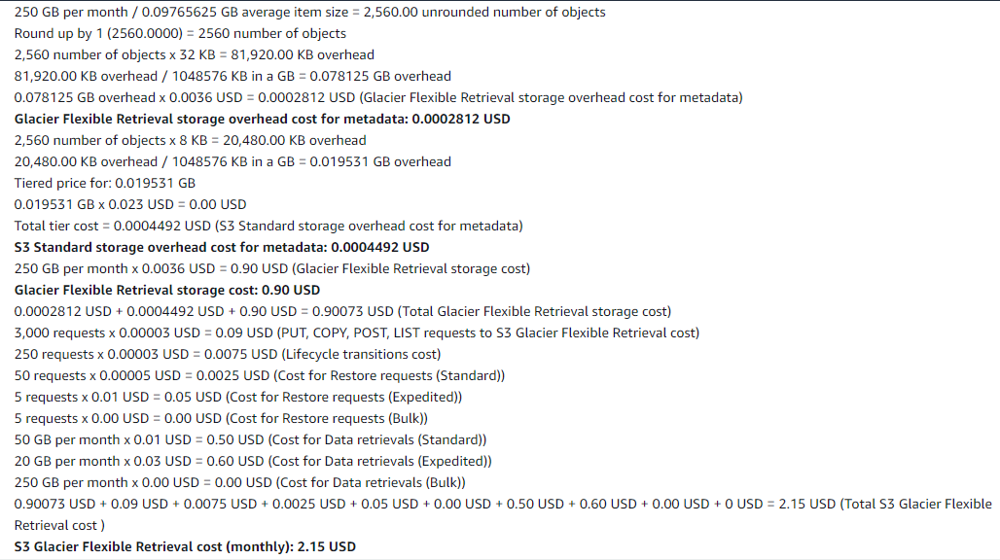 250 GB per month / 0.09765625 GB average item size = 2,560.00 unrounded number of objects
Round up by 1 (2560.0000) = 2560 number of objects
2,560 number of objects x 32 KB = 81,920.00 KB overhead
81,920.00 KB overhead / 1048576 KB in a GB = 0.078125 GB overhead
0.078125 GB overhead x 0.0036 USD = 0.0002812 USD (Glacier Flexible Retrieval storage overhead cost for metadata)
Glacier Flexible Retrieval storage overhead cost for metadata: 0.0002812 USD
2,560 number of objects x 8 KB = 20,480.00 KB overhead
20,480.00 KB overhead / 1048576 KB in a GB = 0.019531 GB overhead
Tiered price for: 0.019531 GB
0.019531 GB x 0.023 USD = 0.00 USD
Total tier cost = 0.0004492 USD (S3 Standard storage overhead cost for metadata)
S3 Standard storage overhead cost for metadata: 0.0004492 USD
250 GB per month x 0.0036 USD = 0.90 USD (Glacier Flexible Retrieval storage cost)
Glacier Flexible Retrieval storage cost: 0.90 USD
0.0002812 USD + 0.0004492 USD + 0.90 USD = 0.90073 USD (Total Glacier Flexible Retrieval storage cost)
3,000 requests x 0.00003 USD = 0.09 USD (PUT, COPY, POST, LIST requests to S3 Glacier Flexible Retrieval cost)
250 requests x 0.00003 USD = 0.0075 USD (Lifecycle transitions cost)
50 requests x 0.00005 USD = 0.0025 USD (Cost for Restore requests (Standard))
5 requests x 0.01 USD = 0.05 USD (Cost for Restore requests (Expedited))
5 requests x 0.00 USD = 0.00 USD (Cost for Restore requests (Bulk))
50 GB per month x 0.01 USD = 0.50 USD (Cost for Data retrievals (Standard))
20 GB per month x 0.03 USD = 0.60 USD (Cost for Data retrievals (Expedited))
250 GB per month x 0.00 USD = 0.00 USD (Cost for Data retrievals (Bulk))
0.90073 USD + 0.09 USD + 0.0075 USD + 0.0025 USD + 0.05 USD + 0.00 USD + 0.50 USD + 0.60 USD + 0.00 USD + 0 USD = 2.15 USD (Total S3 Glacier Flexible
Retrieval cost )
S3 Glacier Flexible Retrieval cost (monthly): 2.15 USD